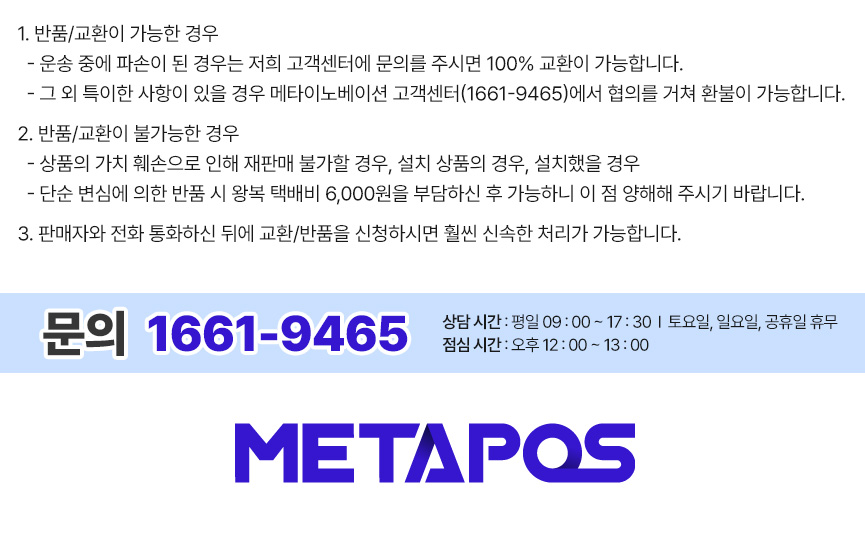 1. 반품/교환이 가능한 경우
- 운송 중에 파손이 된 경우는 저희 고객센터에 문의를 주시면 100% 교환이 가능합니다.
- 그 외 특이한 사항이 있을 경우 메타이노베이션 고객센터(1661-9465)에서 협의를 거쳐 환불이 가능합니다.
2. 반품/교환이 불가능한 경우
- 상품의 가치 훼손으로 인해 재판매 불가할 경우, 설치 상품의 경우, 설치했을 경우
- 단순 변심에 의한 반품 시 왕복 택배비 6,000원을 부담하신 후 가능하니 이 점 양해해 주시기 바랍니다.
3. 판매자와 전화 통화하신 뒤에 교환/반품을 신청하시면 훨씬 신속한 처리가 가능합니다.
문의 1661-9465
상담 시간 : 평일 09 : 00 ~ 17 : 30 ㅣ 토요일, 일요일, 공휴일 휴무
점심 시간 : 오후 12 : 00 ~ 13 : 00
METAPOS